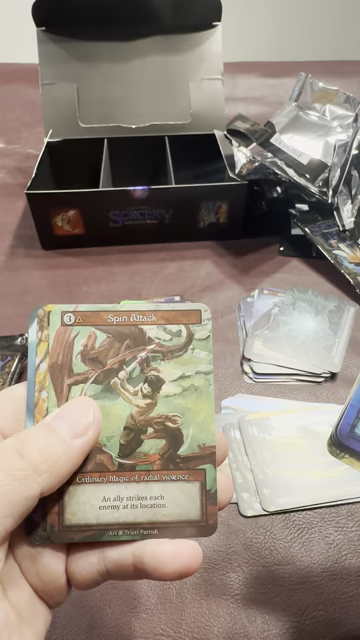 SORCERY
3
Spin Attack
Ordinary Magic of radial violence
An ally strikes each
enemy at its location.
Art @ Truitt Parrish